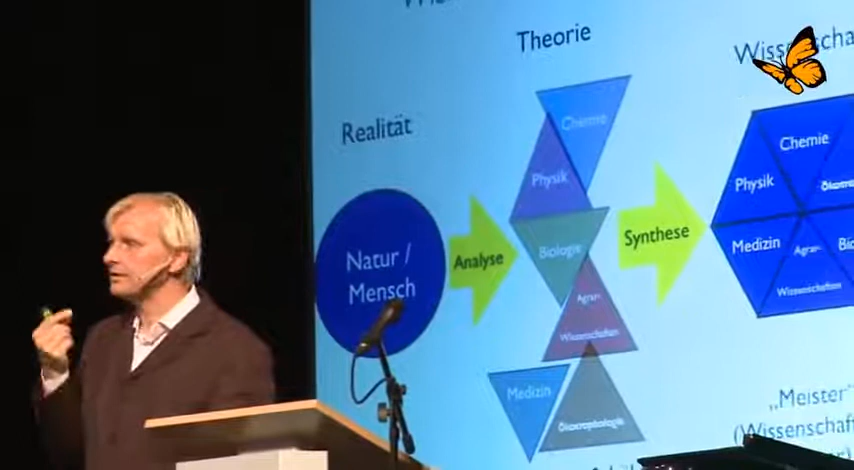 Theorie
Realität
Chemie
Physik
Natur /
Mensch
Analyse
Biologie
Synthese
Agrar-
Wissenschaften
Medizin
Ökotrophologie
Chemie
Physik
Medizin
Agrar
Wissenschaften
„Meister"